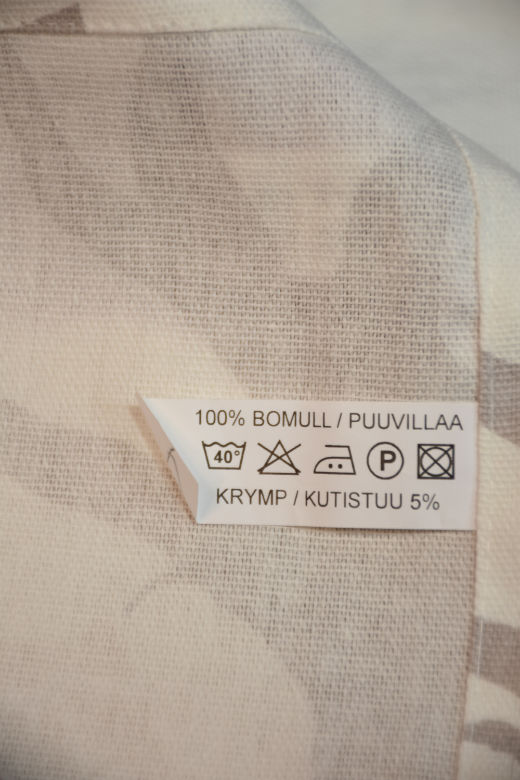 100% BOMULL / PUUVILLAA
40° P
KRYMP / KUTISTUU 5%